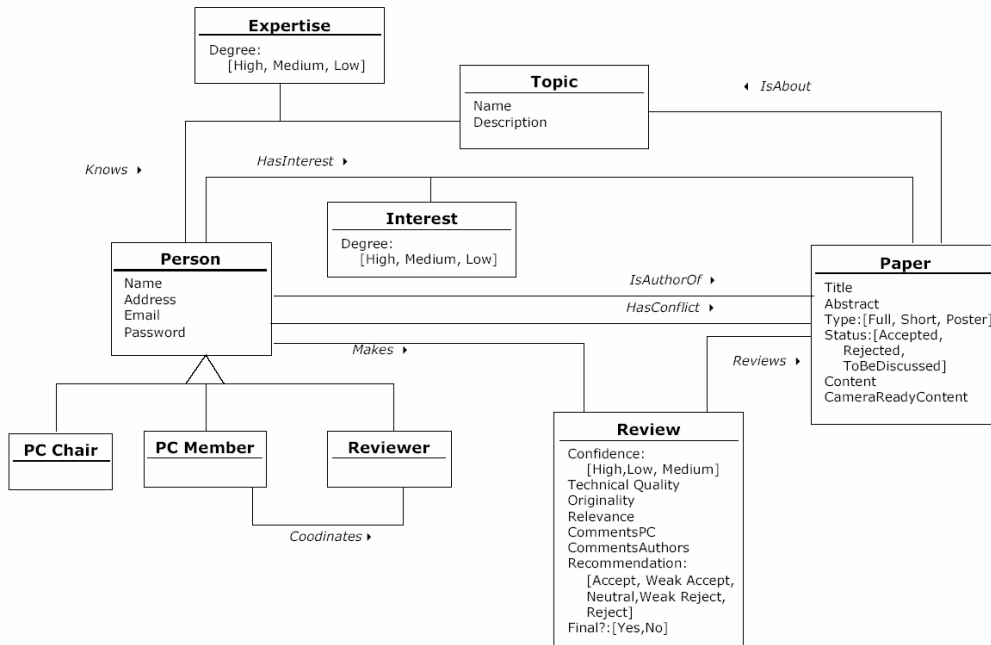 Expertise
Degree:
[High, Medium, Low]
Topic
Name
Description
◂ IsAbout
Knows ▸
HasInterest ▸
Interest
Degree:
[High, Medium, Low]
Person
Name
Address
Email
Password
IsAuthorOf ▸
HasConflict ▸
Makes ▸
Reviews ▸
Paper
Title
Abstract
Type:[Full, Short, Poster]
Status:[Accepted,
Rejected,
ToBeDiscussed]
Content
CameraReadyContent
PC Chair
PC Member
Reviewer
Coodinates ▸
Review
Confidence:
[High,Low, Medium]
Technical Quality
Originality
Relevance
CommentsPC
CommentsAuthors
Recommendation:
[Accept, Weak Accept,
Neutral,Weak Reject,
Reject]
Final?:[Yes,No]